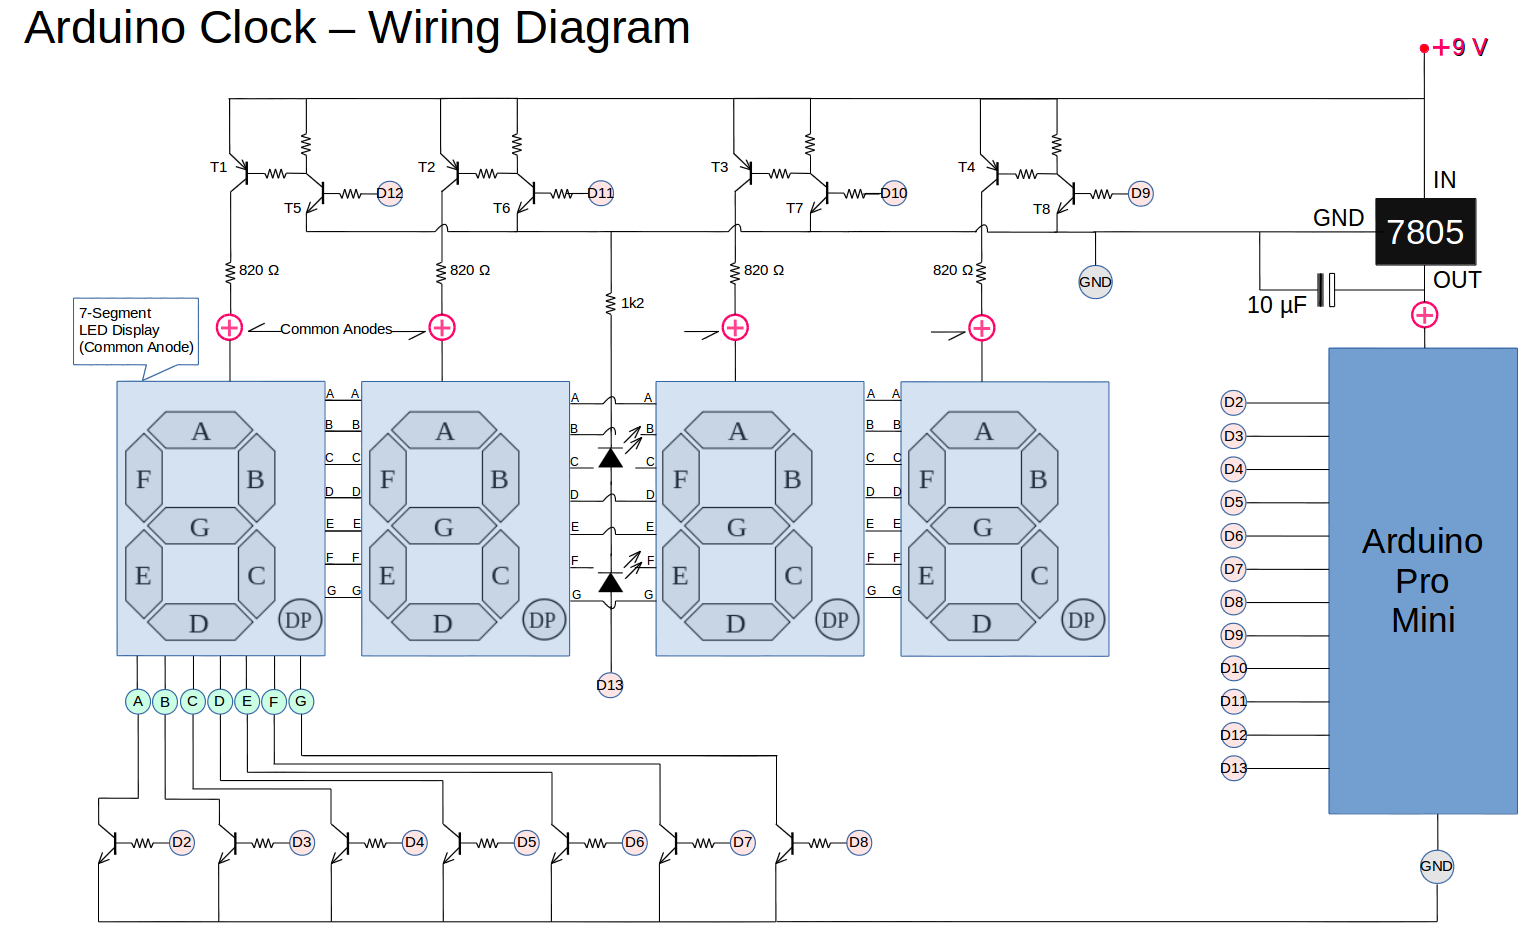 Arduino Clock – Wiring Diagram
+9 V
T1
T5
D12
T2
T6
D11
T3
T7
D10
T4
T8
D9
IN
GND
7805
OUT
10 µF
GND
820 Ω
820 Ω
1k2
820 Ω
820 Ω
+
Common Anodes
+
+
+
+
7-Segment
LED Display
(Common Anode)
A A A A A A
B B B B B B
C C C C C C
D D D D D D
E E E E E E
F F F F F F
G G G G G G
A
F B
G
E C
D DP
A
F B
G
E C
D DP
A
F B
G
E C
D DP
A
F B
G
E C
D DP
D13
A B C D E F G
D2 D3 D4 D5 D6 D7 D8
D2
D3
D4
D5
D6
D7
D8
D9
D10
D11
D12
D13
Arduino
Pro
Mini
GND